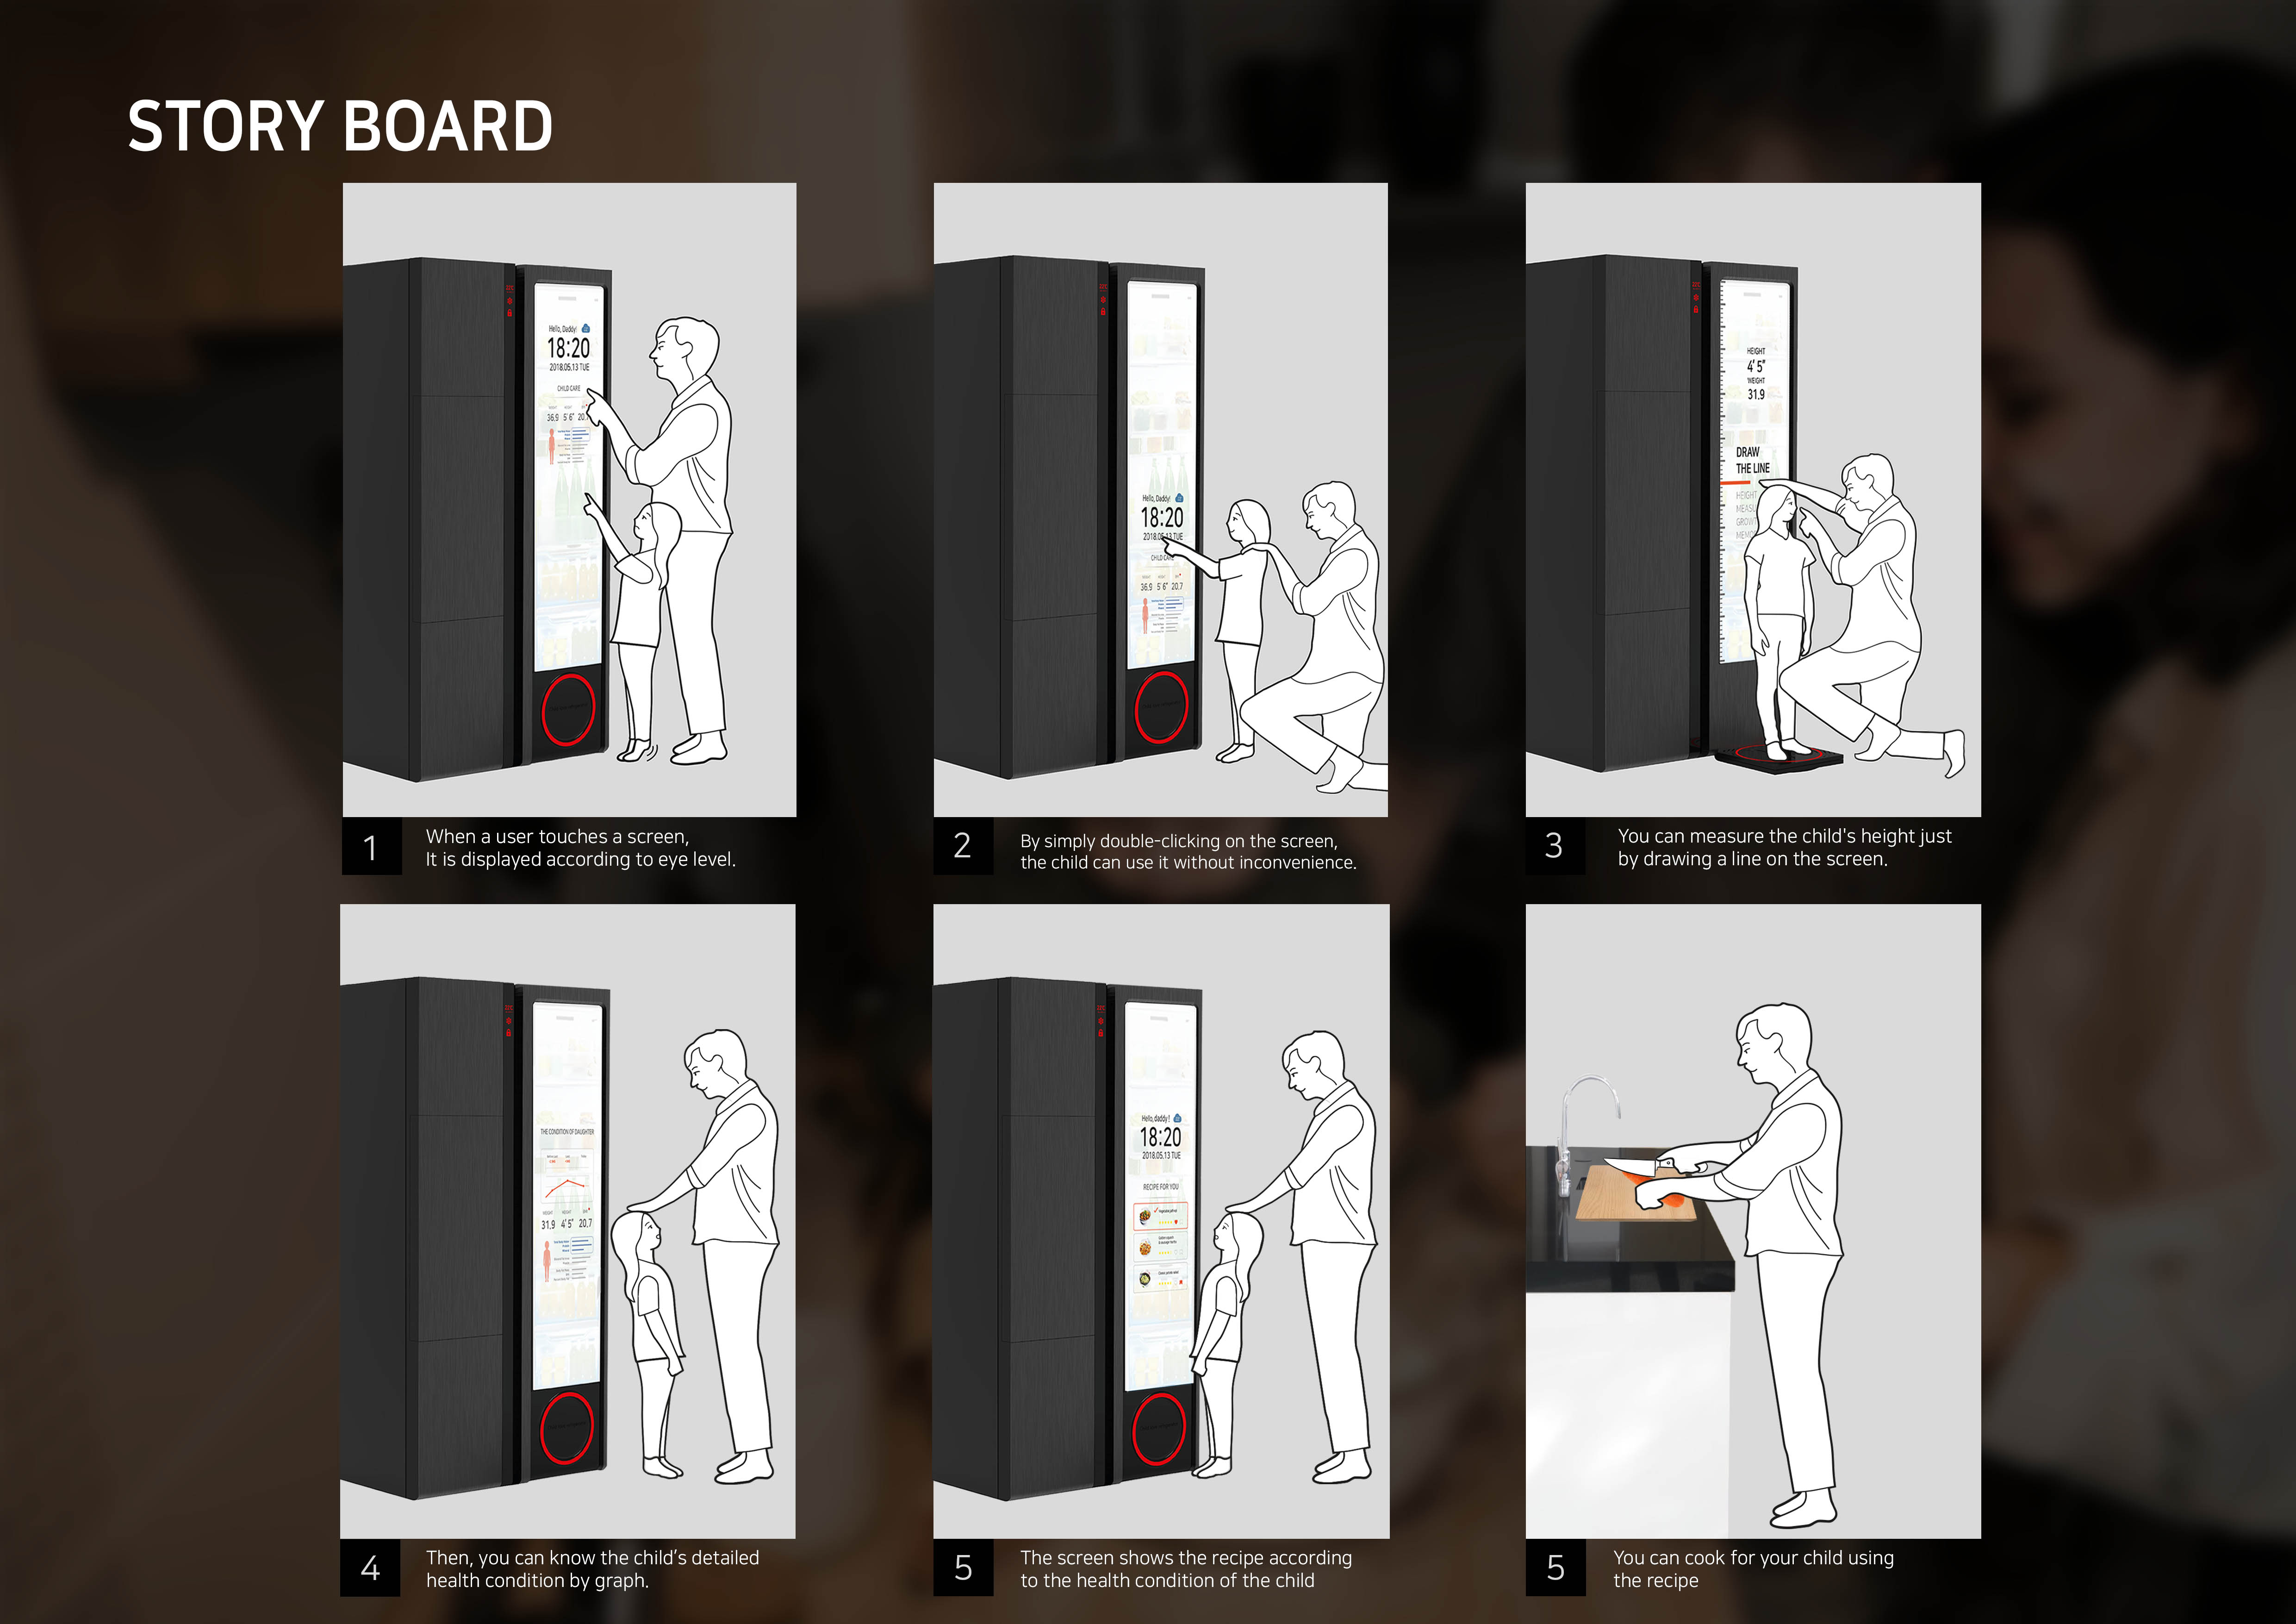 STORY BOARD
Hello, Daddy!
18:20
2018.05.13 TUE
CHILD CARE
HEIGHT
36.9 5' 6" 20.7
1
When a user touches a screen,
It is displayed according to eye level.
Hello, Daddy!
18:20
2018.05.13 TUE
CHILD CARE
36.9 5' 6" 20.7
2
By simply double-clicking on the screen,
the child can use it without inconvenience.
HEIGHT
4' 5"
WEIGHT
31.9
DRAW
THE LINE
HEIGHT
3
You can measure the child's height just
by drawing a line on the screen.
THE CONDITION OF DAUGHTER
31.9 4' 5" 20.7
4
Then, you can know the child’s detailed
health condition by graph.
Hello, daddy !
18:20
2018.05.13 TUE
RECIPE FOR YOU
5
The screen shows the recipe according
to the health condition of the child
5
You can cook for your child using
the recipe